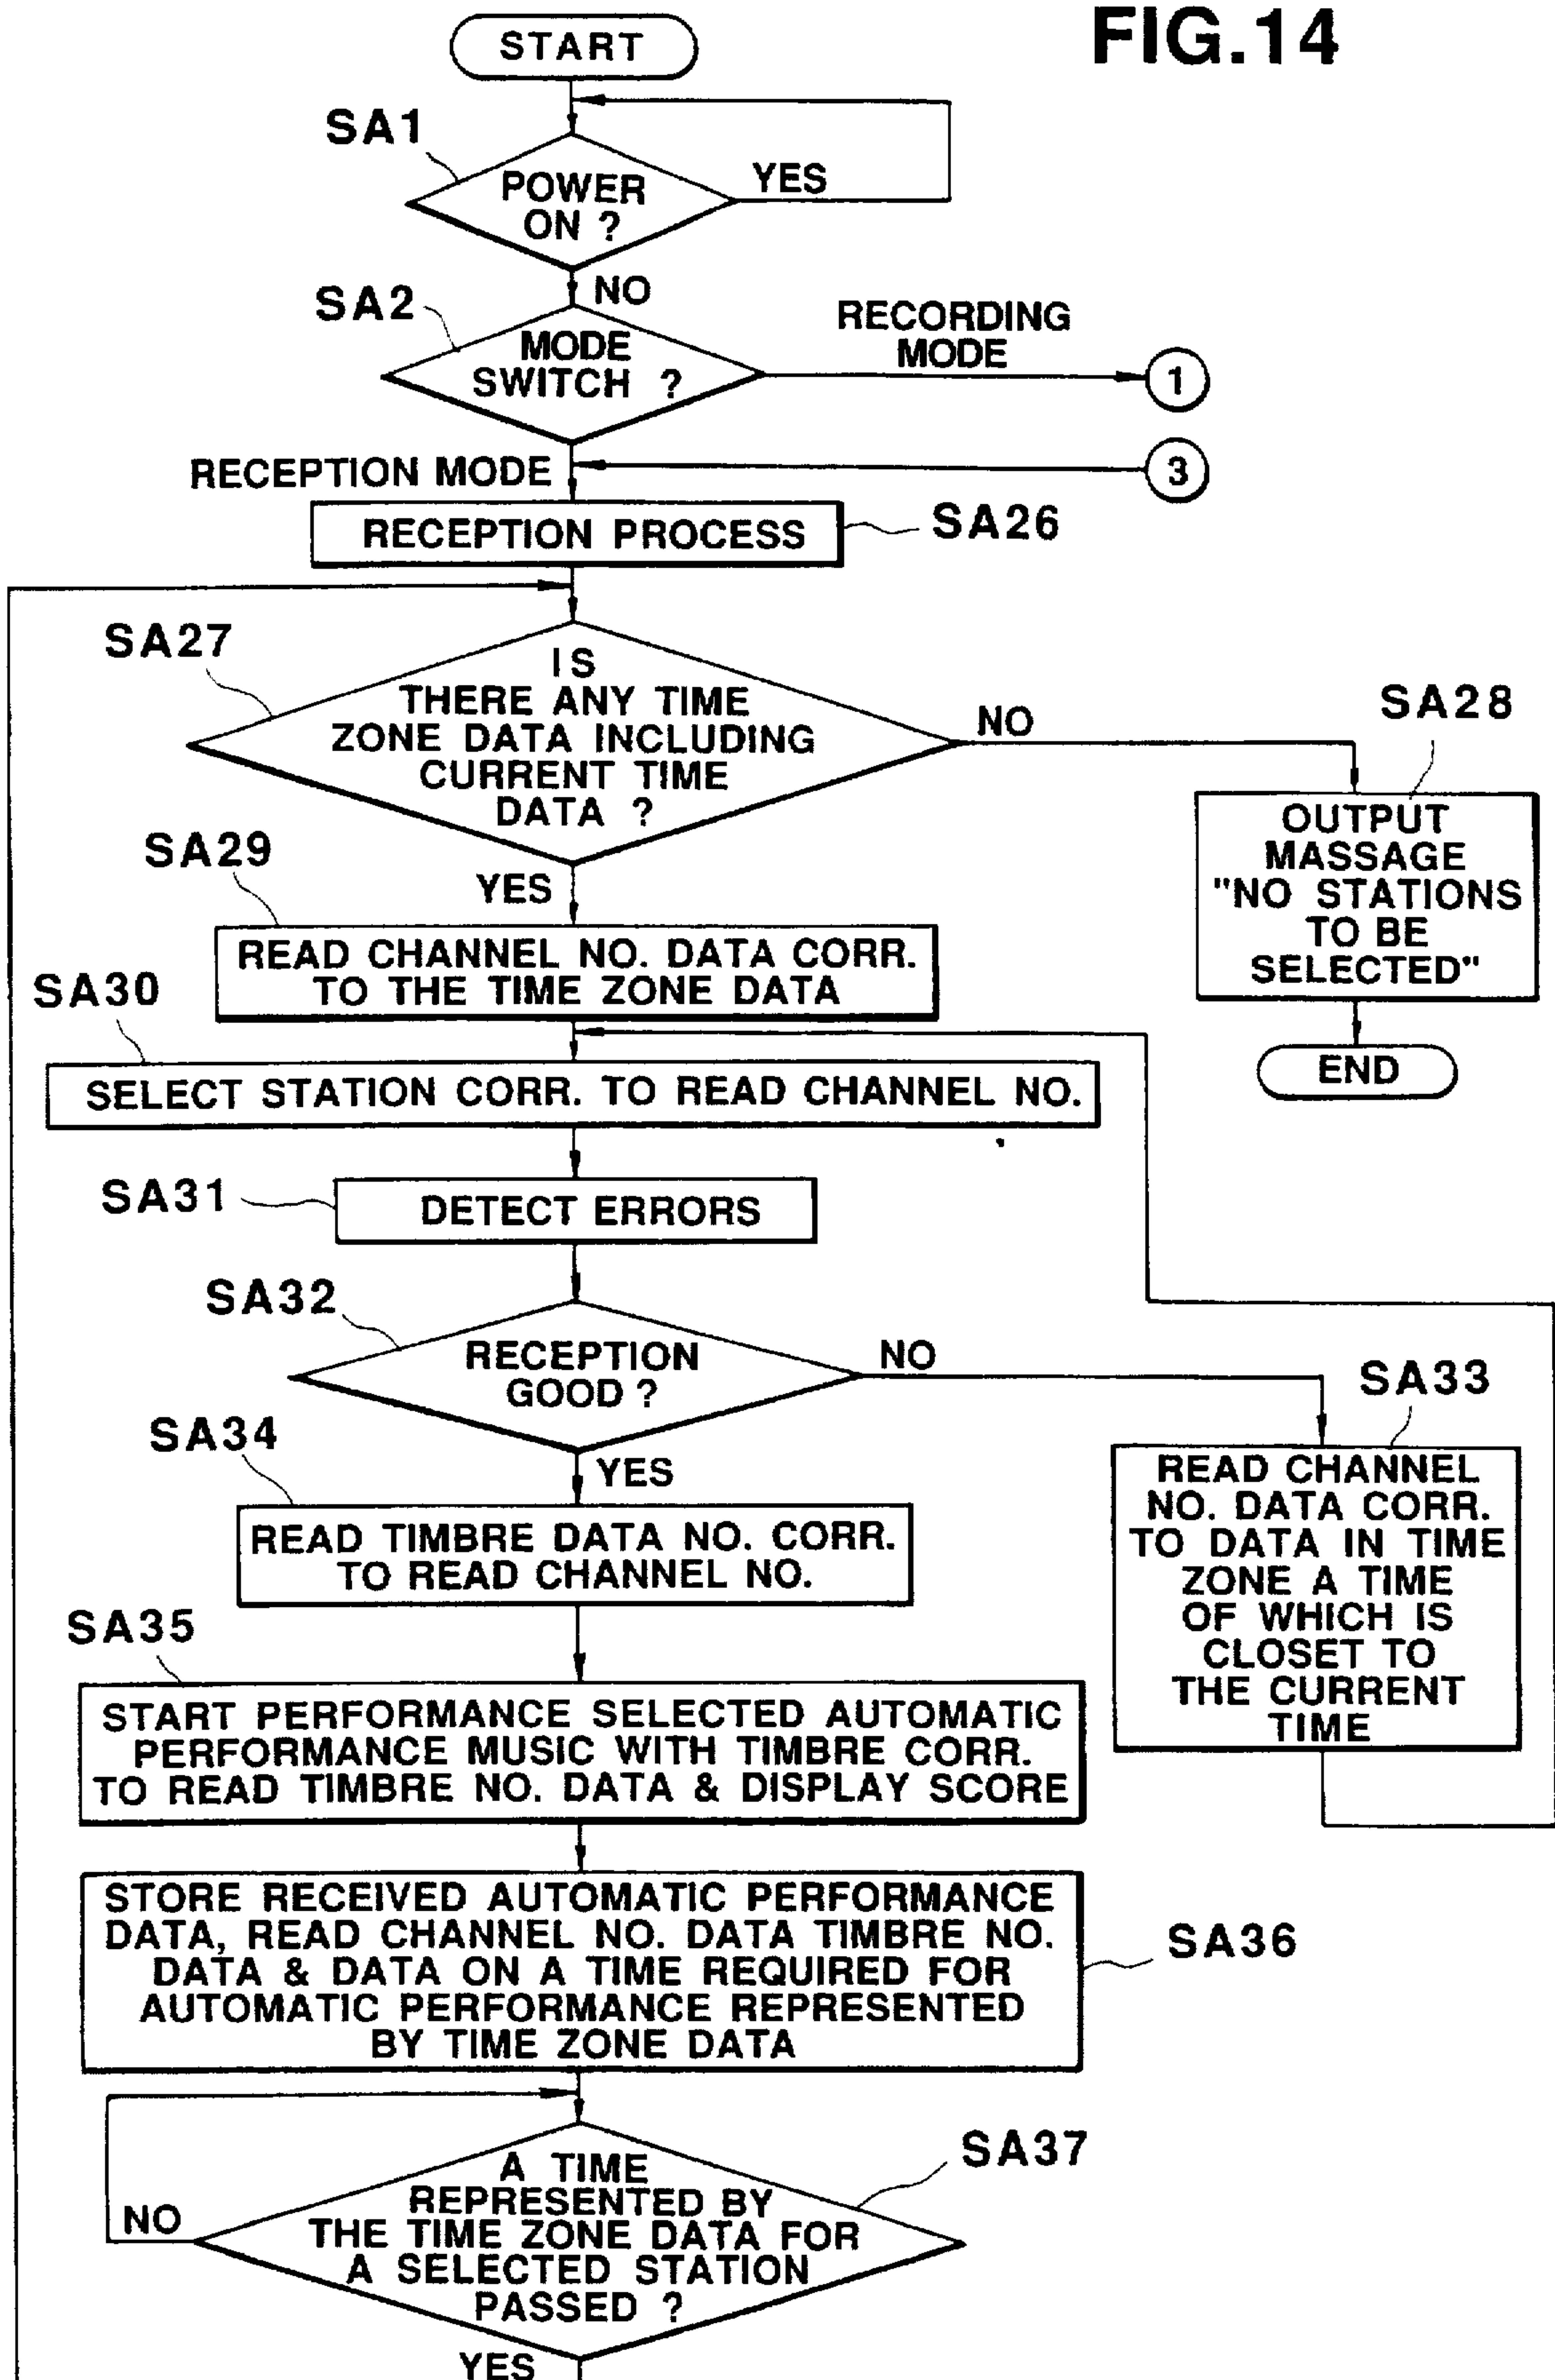 FIG.14
START
SA1
POWER
ON ?
YES
NO
SA2
MODE
SWITCH ?
RECORDING
MODE
1
RECEPTION MODE
3
RECEPTION PROCESS
SA26
SA27
IS
THERE ANY TIME
ZONE DATA INCLUDING
CURRENT TIME
DATA ?
NO
SA28
OUTPUT
MASSAGE
"NO STATIONS
TO BE
SELECTED"
END
YES
SA29
READ CHANNEL NO. DATA CORR.
TO THE TIME ZONE DATA
SA30
SELECT STATION CORR. TO READ CHANNEL NO.
SA31
DETECT ERRORS
SA32
RECEPTION
GOOD ?
NO
SA33
READ CHANNEL
NO. DATA CORR.
TO DATA IN TIME
ZONE A TIME
OF WHICH IS
CLOSET TO
THE CURRENT
TIME
YES
SA34
READ TIMBRE DATA NO. CORR.
TO READ CHANNEL NO.
SA35
START PERFORMANCE SELECTED AUTOMATIC
PERFORMANCE MUSIC WITH TIMBRE CORR.
TO READ TIMBRE NO. DATA & DISPLAY SCORE
STORE RECEIVED AUTOMATIC PERFORMANCE
DATA, READ CHANNEL NO. DATA TIMBRE NO.
DATA & DATA ON A TIME REQUIRED FOR
AUTOMATIC PERFORMANCE REPRESENTED
BY TIME ZONE DATA
SA36
SA37
A TIME
REPRESENTED BY
THE TIME ZONE DATA FOR
A SELECTED STATION
PASSED ?
NO
YES